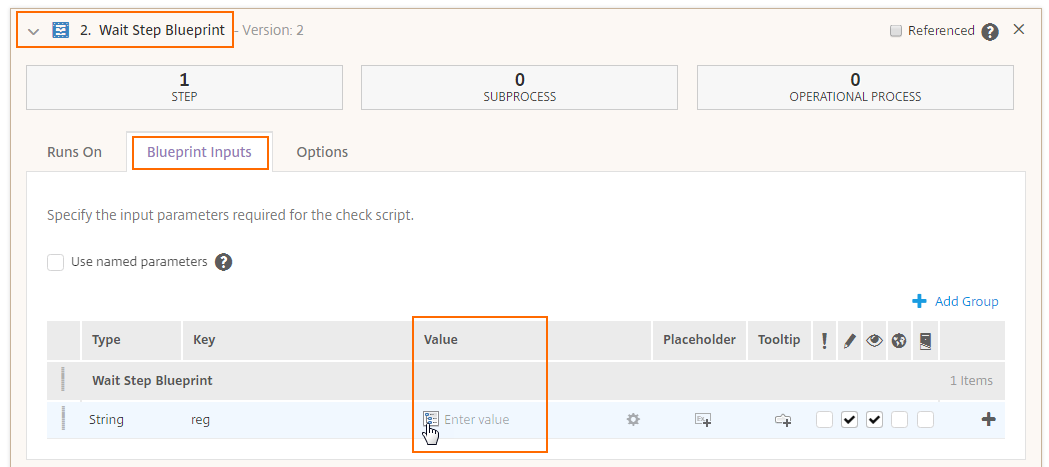 2. Wait Step Blueprint - Version: 2
Referenced ?
1 0 0
STEP SUBPROCESS OPERATIONAL PROCESS
Runs On Blueprint Inputs Options
Specify the input parameters required for the check script.
Use named parameters ?
Add Group
Type Key Value Placeholder Tooltip !
Wait Step Blueprint 1 Items
String reg Enter value